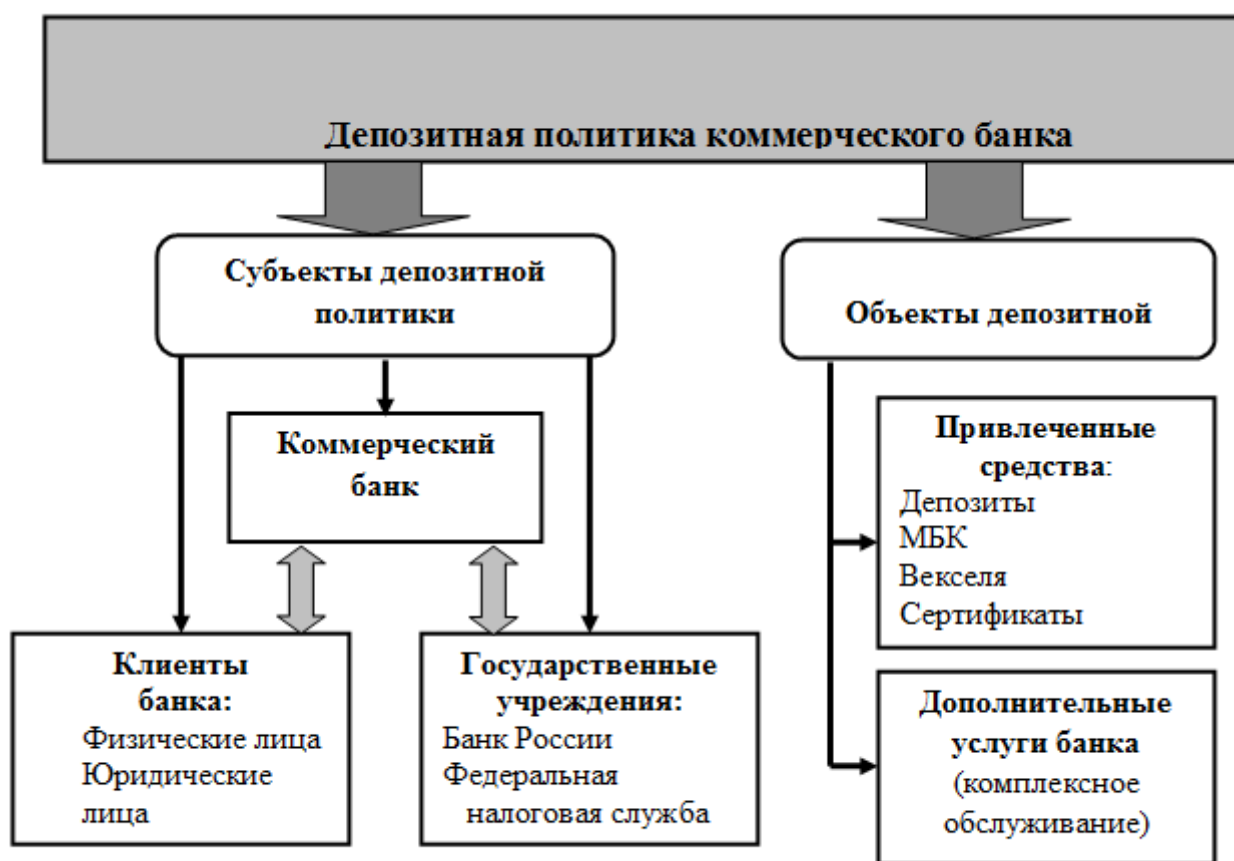 Депозитная политика коммерческого банка
Субъекты депозитной
политики
Объекты депозитной
Коммерческий
банк
Привлеченные
средства:
Депозиты
МБК
Векселя
Сертификаты
Клиенты
банка:
Физические лица
Юридические
лица
Государственные
учреждения:
Банк России
Федеральная
налоговая служба
Дополнительные
услуги банка
(комплексное
обслуживание)